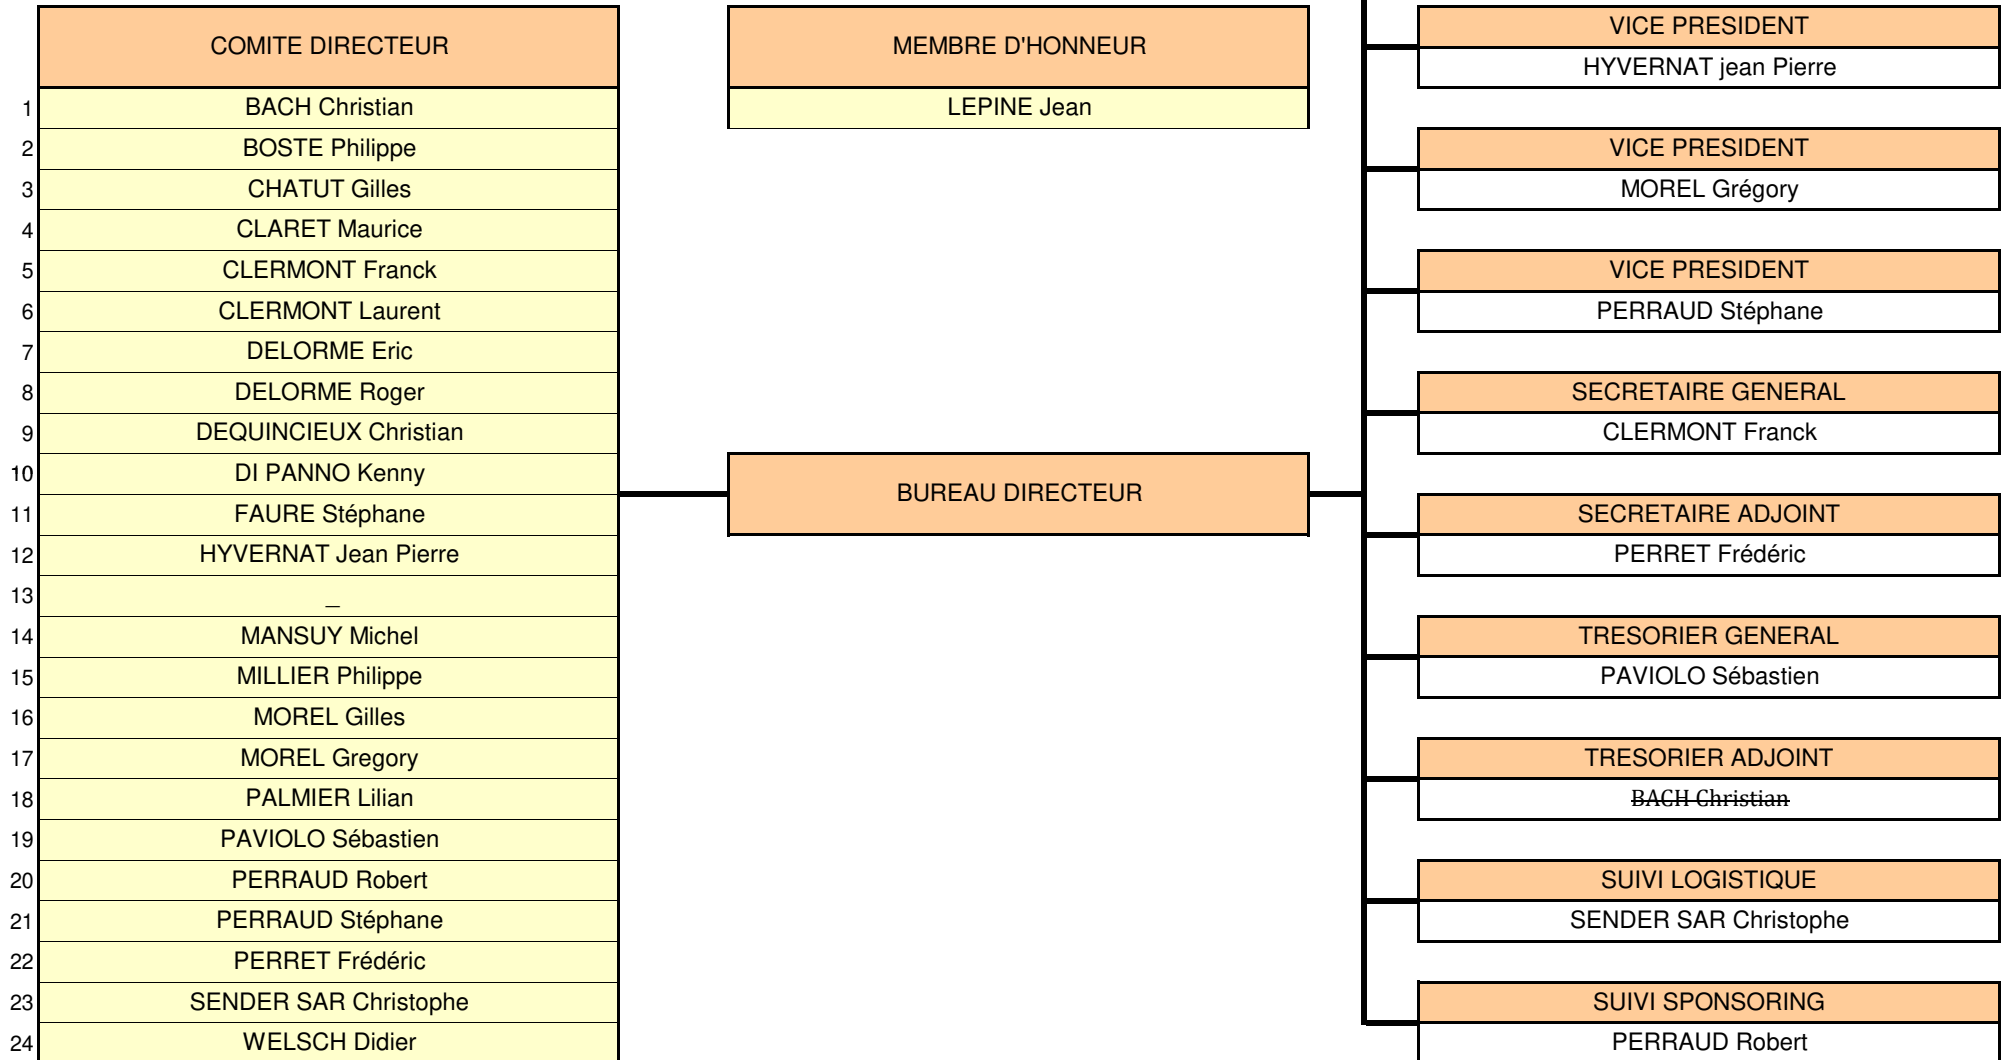 COMITE DIRECTEUR
1 BACH Christian
2 BOSTE Philippe
3 CHATUT Gilles
4 CLARET Maurice
5 CLERMONT Franck
6 CLERMONT Laurent
7 DELORME Eric
8 DELORME Roger
9 DEQUINCIEUX Christian
10 DI PANNO Kenny
11 FAURE Stéphane
12 HYVERNAT Jean Pierre
13 _
14 MANSUY Michel
15 MILLIER Philippe
16 MOREL Gilles
17 MOREL Gregory
18 PALMIER Lilian
19 PAVIOLO Sébastien
20 PERRAUD Robert
21 PERRAUD Stéphane
22 PERRET Frédéric
23 SENDER SAR Christophe
24 WELSCH Didier
MEMBRE D'HONNEUR
LEPINE Jean
BUREAU DIRECTEUR
VICE PRESIDENT
HYVERNAT jean Pierre
VICE PRESIDENT
MOREL Grégory
VICE PRESIDENT
PERRAUD Stéphane
SECRETAIRE GENERAL
CLERMONT Franck
SECRETAIRE ADJOINT
PERRET Frédéric
TRESORIER GENERAL
PAVIOLO Sébastien
TRESORIER ADJOINT
BACH Christian
SUIVI LOGISTIQUE
SENDER SAR Christophe
SUIVI SPONSORING
PERRAUD Robert